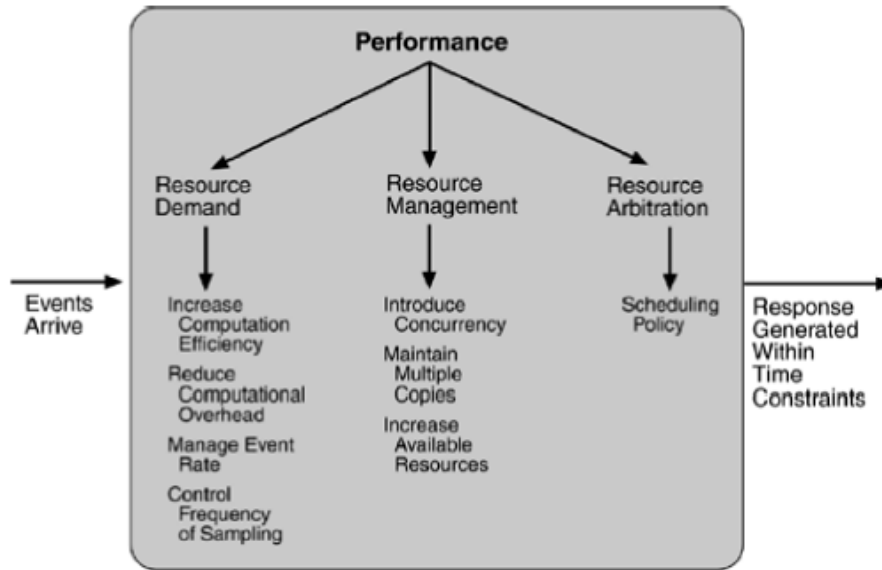 Performance
Resource
Demand
Resource
Management
Resource
Arbitration
Events
Arrive
Increase
Computation
Efficiency
Reduce
Computational
Overhead
Manage Event
Rate
Control
Frequency
of Sampling
Introduce
Concurrency
Maintain
Multiple
Copies
Increase
Available
Resources
Scheduling
Policy
Response
Generated
Within
Time
Constraints